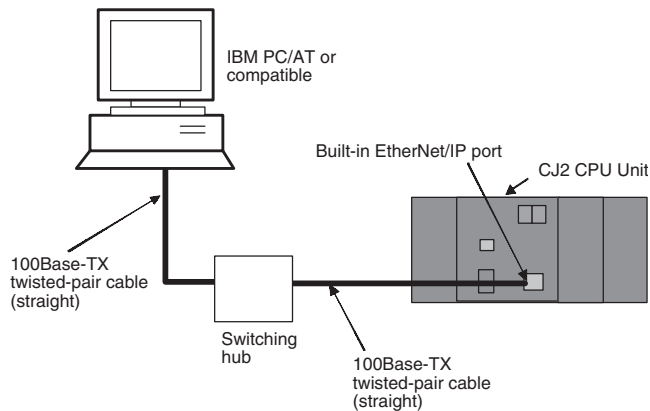 IBM PC/AT or
compatible
Built-in EtherNet/IP port
CJ2 CPU Unit
100Base-TX
twisted-pair cable
(straight)
Switching
hub
100Base-TX
twisted-pair cable
(straight)